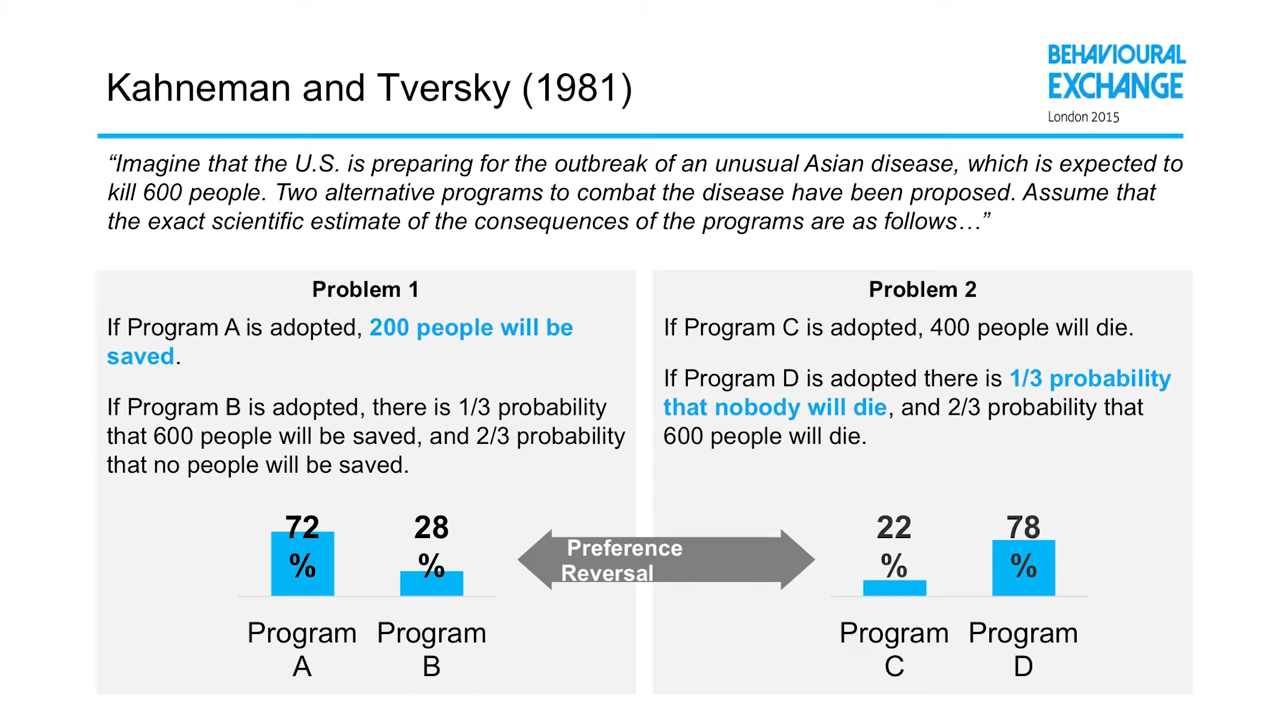 Kahneman and Tversky (1981)
BEHAVIOURAL
EXCHANGE
London 2015
“Imagine that the U.S. is preparing for the outbreak of an unusual Asian disease, which is expected to
kill 600 people. Two alternative programs to combat the disease have been proposed. Assume that
the exact scientific estimate of the consequences of the programs are as follows…”
Problem 1
If Program A is adopted, 200 people will be
saved.
If Program B is adopted, there is 1/3 probability
that 600 people will be saved, and 2/3 probability
that no people will be saved.
72
%
28
%
Program
A
Program
B
Preference
Reversal
Problem 2
If Program C is adopted, 400 people will die.
If Program D is adopted there is 1/3 probability
that nobody will die, and 2/3 probability that
600 people will die.
22
%
78
%
Program
C
Program
D